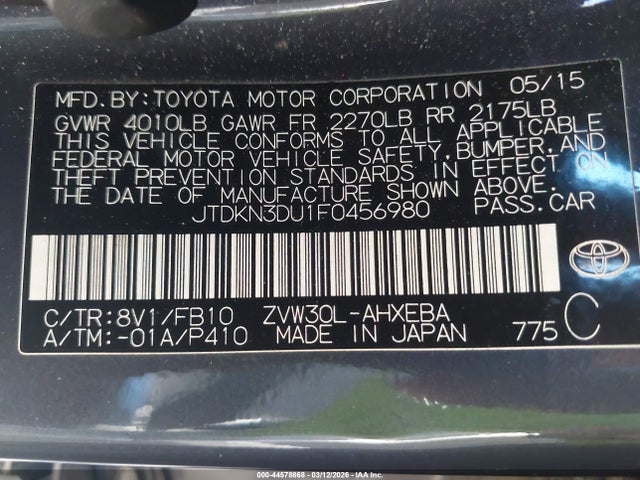 MFD.BY:TOYOTA MOTOR CORPORATION 05/15
GVWR 4010LB GAWR FR 2270LB RR 2175LB
THIS VEHICLE CONFORMS TO ALL APPLICABLE
FEDERAL MOTOR VEHICLE SAFETY,BUMPER,AND
THEFT PREVENTION STANDARDS IN EFFECT ON
THE DATE OF MANUFACTURE SHOWN ABOVE.
JTDKN3DU1F0456980 PASS.CAR
C/TR:8V1/FB10 ZVW30L-AHXEBA
A/TM:-01A/P410 MADE IN JAPAN 775 C
000-44578868 - 03/12/2026 - IAA Inc.